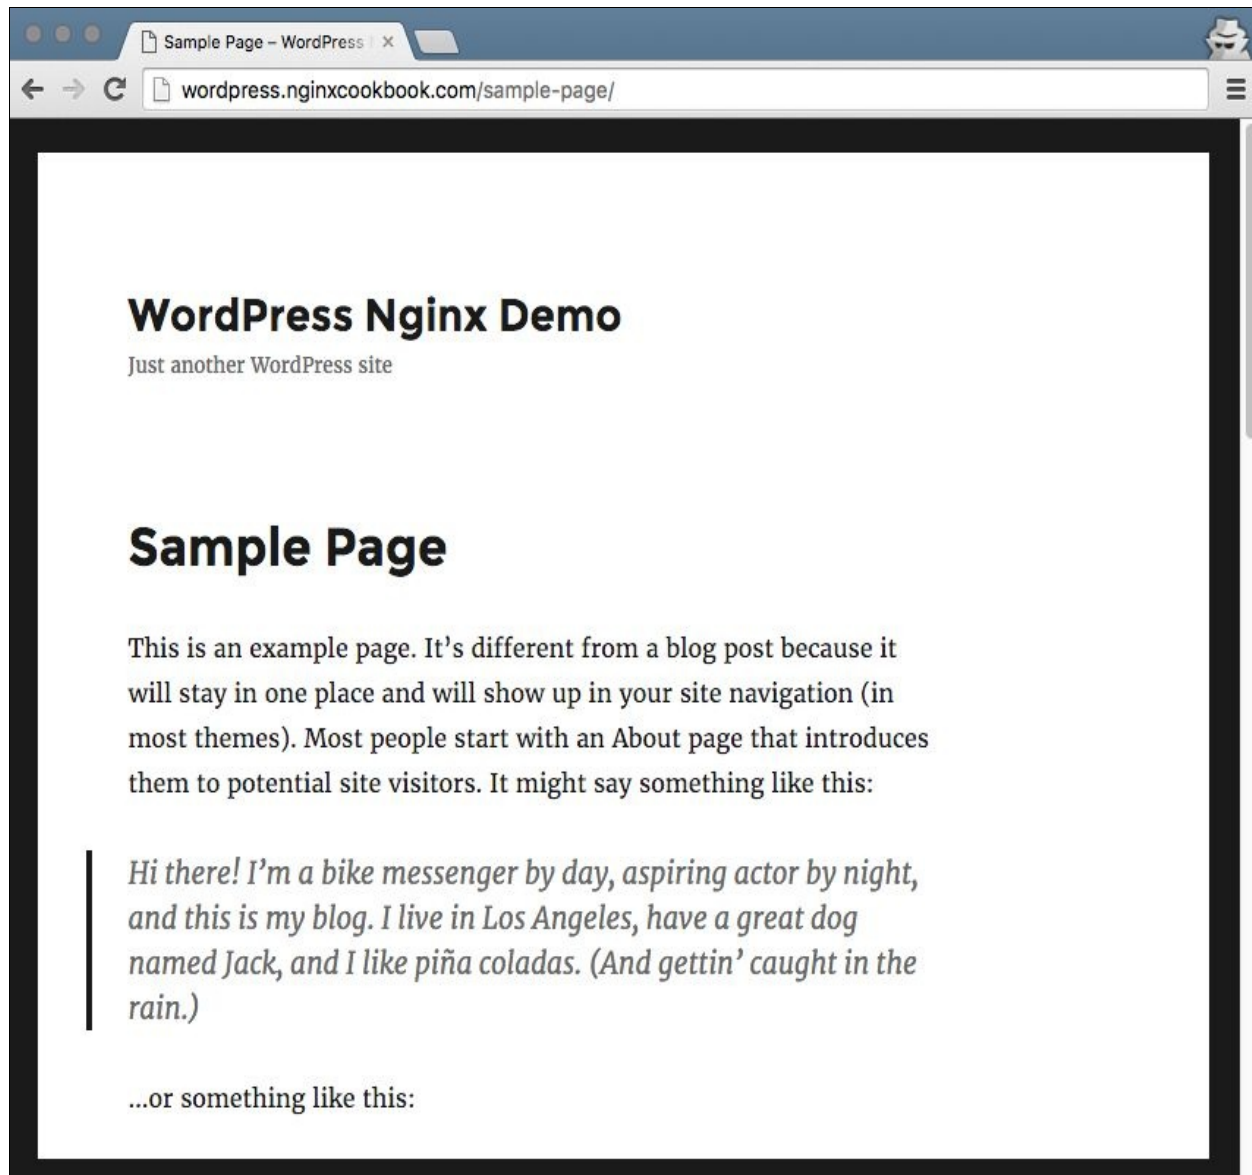 Sample Page – WordPress
wordpress.nginxcookbook.com/sample-page/
WordPress Nginx Demo
Just another WordPress site
Sample Page
This is an example page. It’s different from a blog post because it
will stay in one place and will show up in your site navigation (in
most themes). Most people start with an About page that introduces
them to potential site visitors. It might say something like this:
Hi there! I’m a bike messenger by day, aspiring actor by night,
and this is my blog. I live in Los Angeles, have a great dog
named Jack, and I like piña coladas. (And gettin’ caught in the
rain.)
…or something like this: